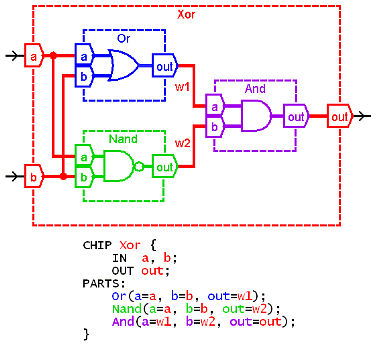 Xor
Or
a
a
b
out
w1
And
a
b
out
out
Nand
w2
a
b
b
out
CHIP Xor {
IN a, b;
OUT out;
PARTS:
Or(a=a, b=b, out=w1);
Nand(a=a, b=b, out=w2);
And(a=w1, b=w2, out=out);
}